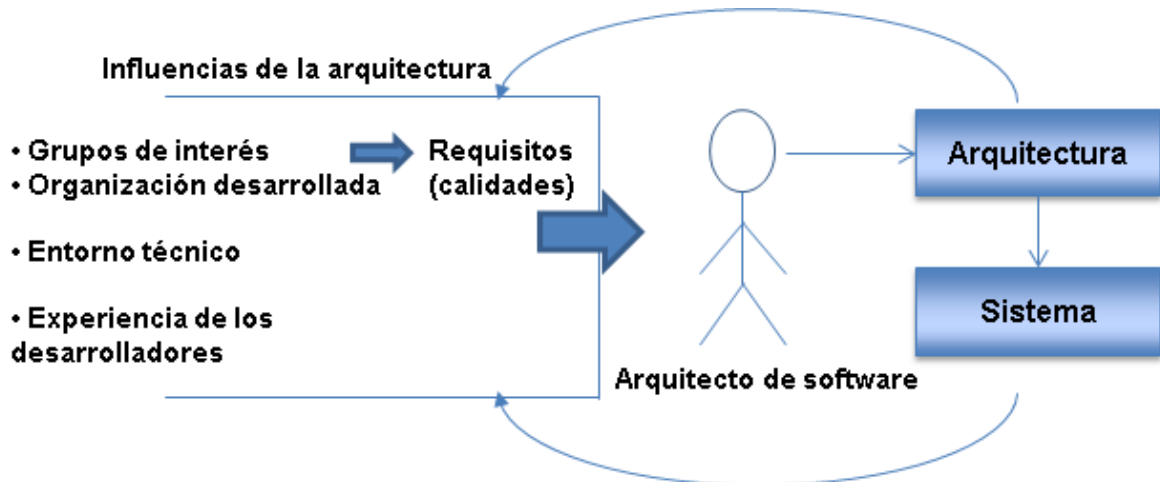 Influencias de la arquitectura
• Grupos de interés
Requisitos
• Organización desarrollada
(calidades)
• Entorno técnico
• Experiencia de los
desarrolladores
Arquitecto de software
Arquitectura
Sistema